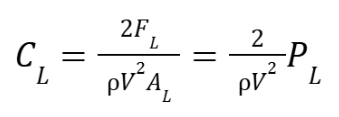 C_L = 2F_L / ρV²A_L = 2 / ρV² P_L